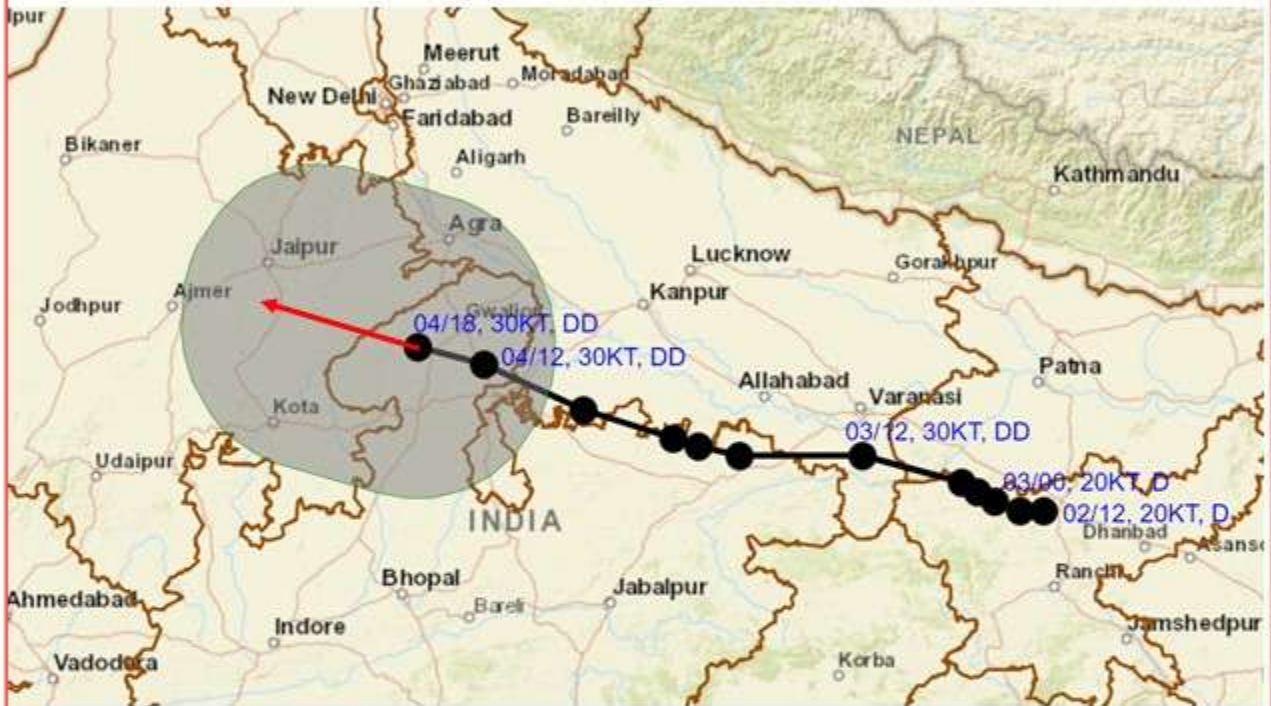 lpur
Meerut
Ghaziabad
Moradabad
New Delhi
Faridabad
Bareilly
NEPAL
Bikaner
Aligarh
Kathmandu
Agra
Jaipur
Lucknow
Gorakhpur
Ajmer
Kanpur
Jodhpur
Gwalior
04/18, 30KT, DD
04/12, 30KT, DD
Patna
Allahabad
Varanasi
Kota
03/12, 30KT, DD
Udaipur
03/00, 20KT, D
02/12, 20KT, D
INDIA
Dhanbad
Asanso
Ranchi
Bhopal
Jabalpur
Ahmedabad
Bareli
Indore
Jamshedpur
Vadodara
Korba